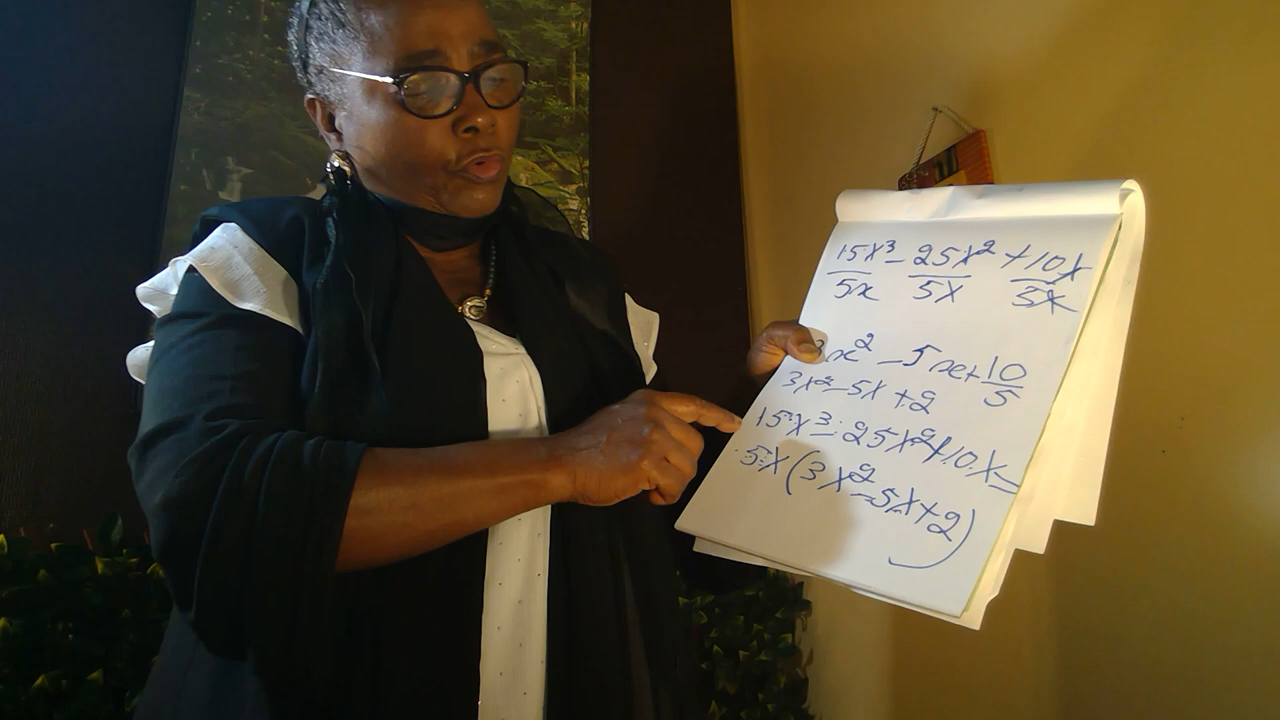 15x³ - 25x² + 10x
5x 5x 5x
3x² - 5x + 10
5
3x² - 5x + 2
15x³ - 25x² + 10x =
5x(3x² - 5x + 2)